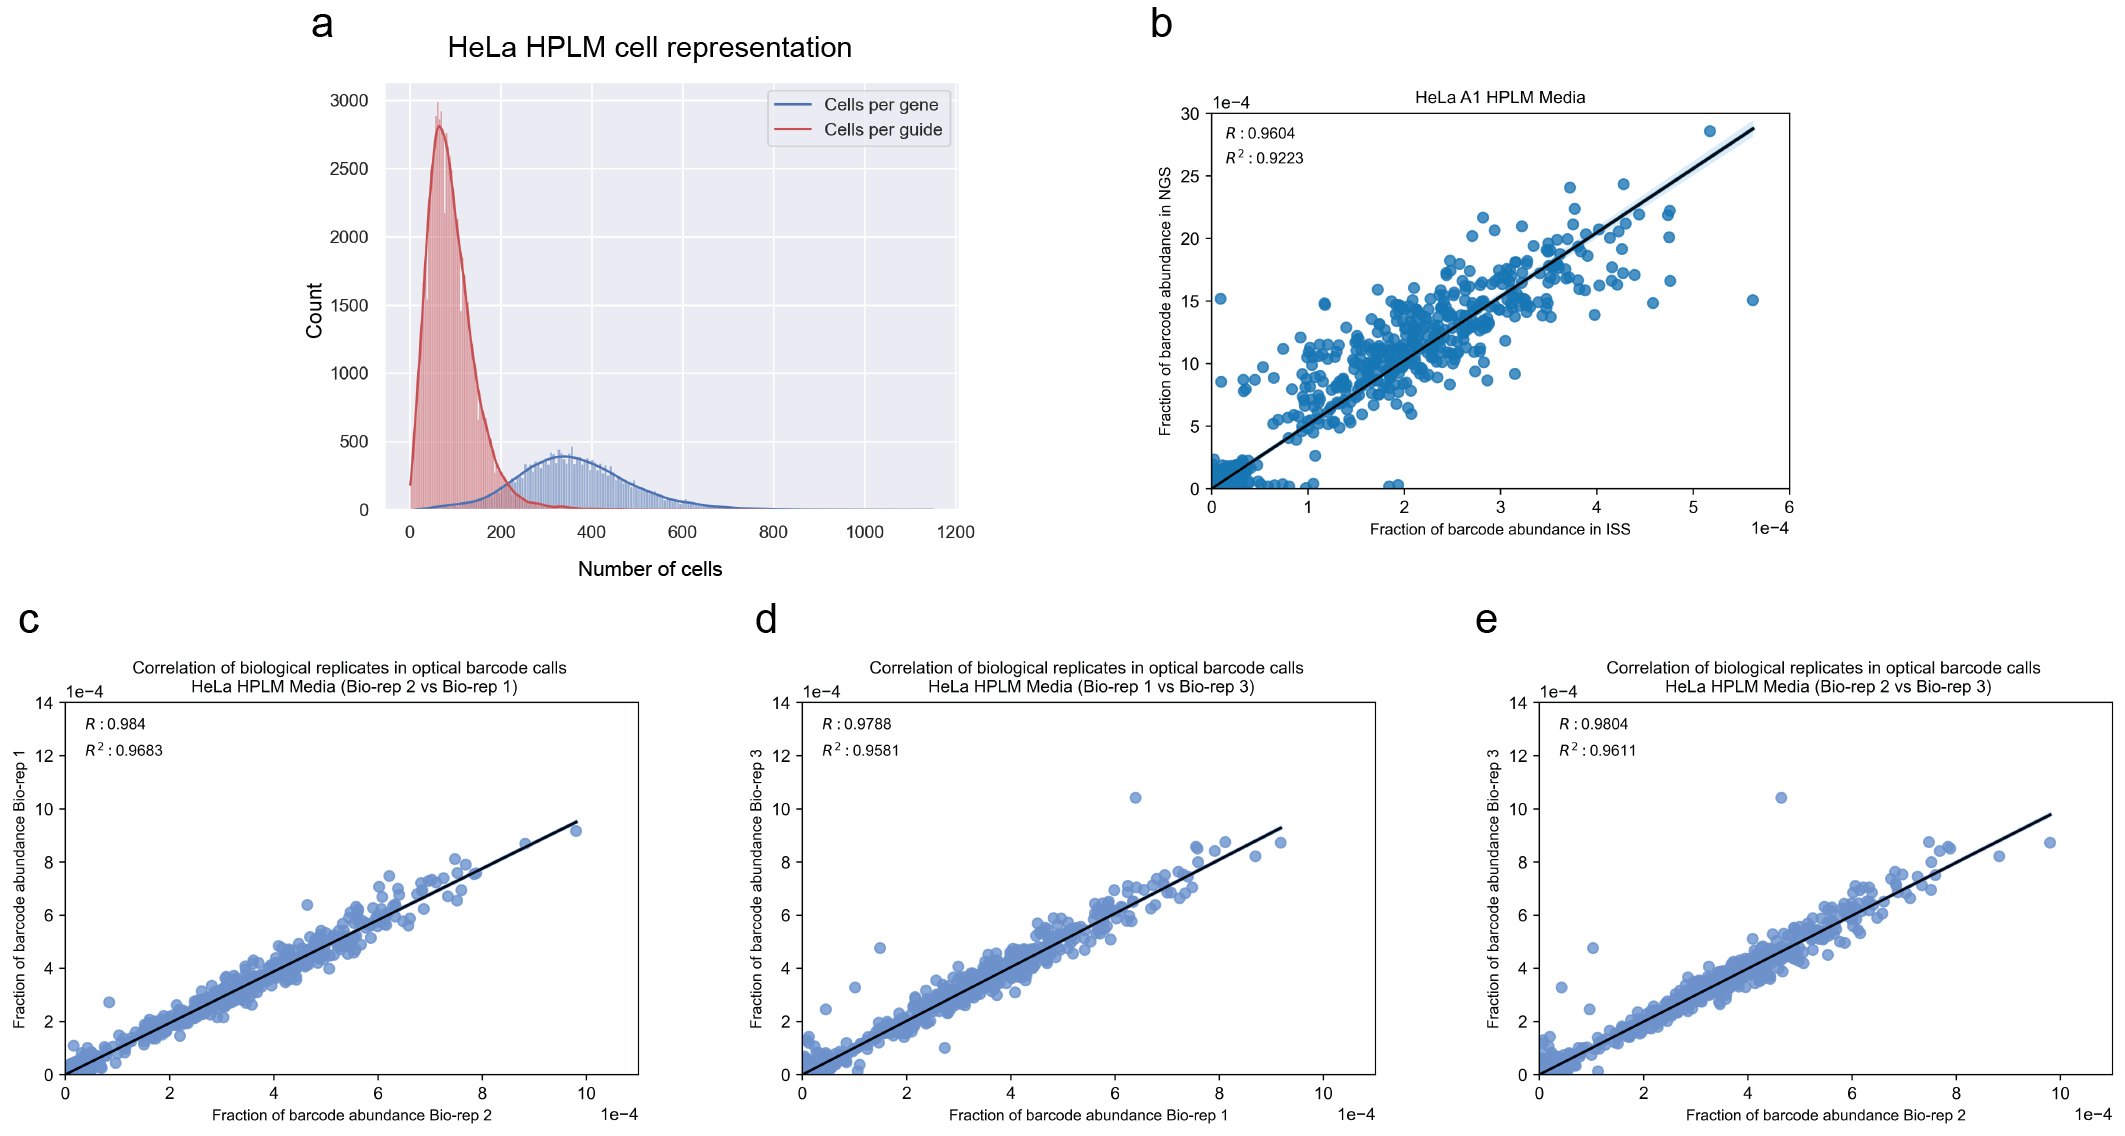 a
HeLa HPLM cell representation
Count
3000
2500
2000
1500
1000
500
0
Cells per gene
Cells per guide
0 200 400 600 800 1000 1200
Number of cells
b
HeLa A1 HPLM Media
1e−4
R : 0.9604
R² : 0.9223
Fraction of barcode abundance in NGS
30
25
20
15
10
5
0
0 1 2 3 4 5 6
Fraction of barcode abundance in ISS
1e−4
c
Correlation of biological replicates in optical barcode calls
HeLa HPLM Media (Bio-rep 2 vs Bio-rep 1)
1e−4
R : 0.984
R² : 0.9683
Fraction of barcode abundance Bio-rep 1
14
12
10
8
6
4
2
0
0 2 4 6 8 10
Fraction of barcode abundance Bio-rep 2
1e−4
d
Correlation of biological replicates in optical barcode calls
HeLa HPLM Media (Bio-rep 1 vs Bio-rep 3)
1e−4
R : 0.9788
R² : 0.9581
Fraction of barcode abundance Bio-rep 3
14
12
10
8
6
4
2
0
0 2 4 6 8 10
Fraction of barcode abundance Bio-rep 1
1e−4
e
Correlation of biological replicates in optical barcode calls
HeLa HPLM Media (Bio-rep 2 vs Bio-rep 3)
1e−4
R : 0.9804
R² : 0.9611
Fraction of barcode abundance Bio-rep 3
14
12
10
8
6
4
2
0
0 2 4 6 8 10
Fraction of barcode abundance Bio-rep 2
1e−4